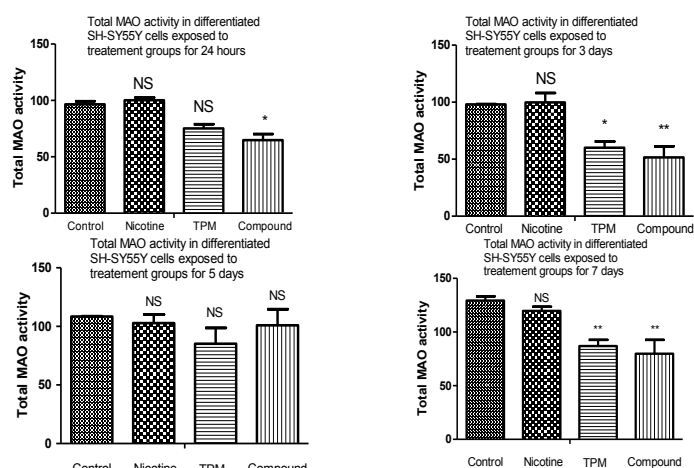 Total MAO activity in differentiated
SH-SY55Y cells exposed to
treatement groups for 24 hours
Total MAO activity
150
100
50
0
NS
NS
*
Control Nicotine TPM Compound
Total MAO activity in differentiated
SH-SY55Y cells exposed to
treatement groups for 3 days
Total MAO activity
150
100
50
0
NS
*
**
Control Nicotine TPM Compound
Total MAO activity in differentiated
SH-SY55Y cells exposed to
treatement groups for 5 days
Total MAO activity
150
100
50
0
NS
NS
NS
Control Nicotine TPM Compound
Total MAO activity in differentiated
SH-SY55Y cells exposed to
treatement groups for 7 days
Total MAO activity
150
100
50
0
NS
**
**
Control Nicotine TPM Compound